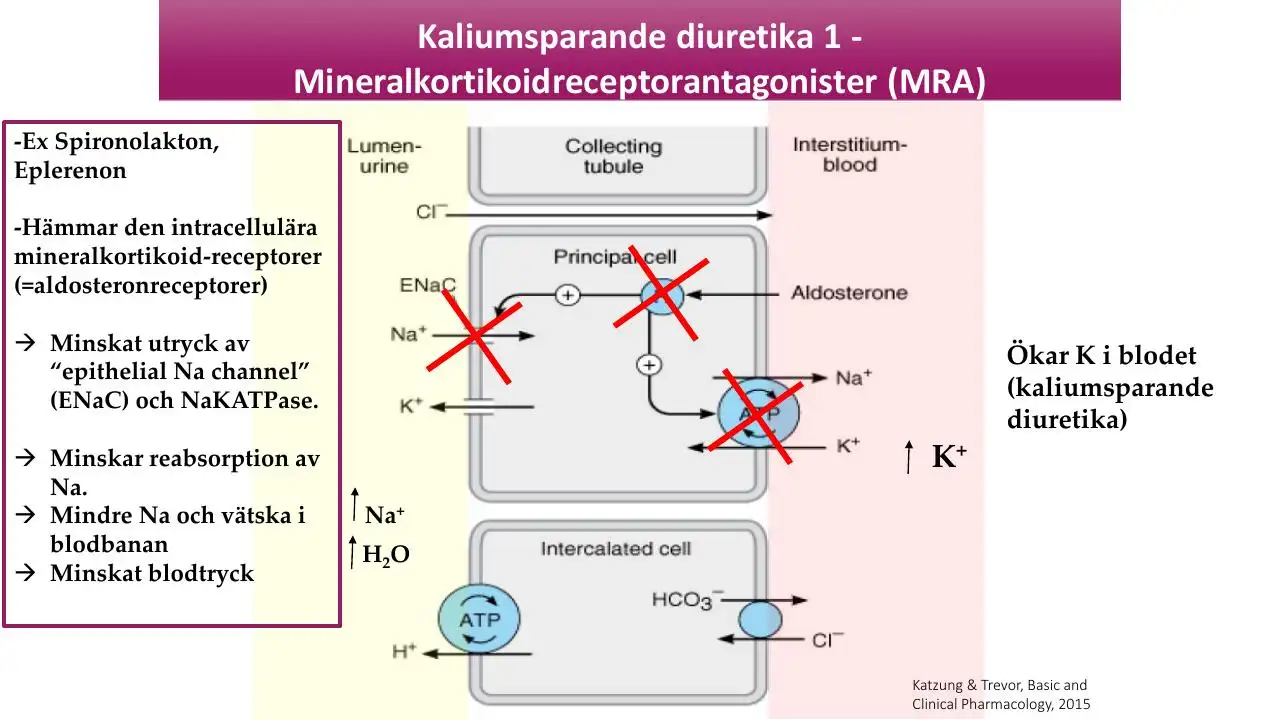 Kaliumsparande diuretika 1 -
Mineralkortikoidreceptorantagonister (MRA)
-Ex Spironolakton,
Eplerenon
-Hämmar den intracellulära
mineralkortikoid-receptorer
(=aldosteronreceptorer)
→ Minskat utryck av
“epithelial Na channel”
(ENaC) och NaKATPase.
→ Minskar reabsorption av
Na.
→ Mindre Na och vätska i
blodbanan
→ Minskat blodtryck
Lumen-
urine
Collecting
tubule
Interstitium-
blood
Cl⁻
Principal cell
ENaC
+
Aldosterone
Na⁺
+
Na⁺
K⁺
ATP
K⁺
↑ K⁺
Ökar K i blodet
(kaliumsparande
diuretika)
↑ Na⁺
↑ H₂O
Intercalated cell
HCO₃⁻
ATP
Cl⁻
H⁺
Katzung & Trevor, Basic and
Clinical Pharmacology, 2015